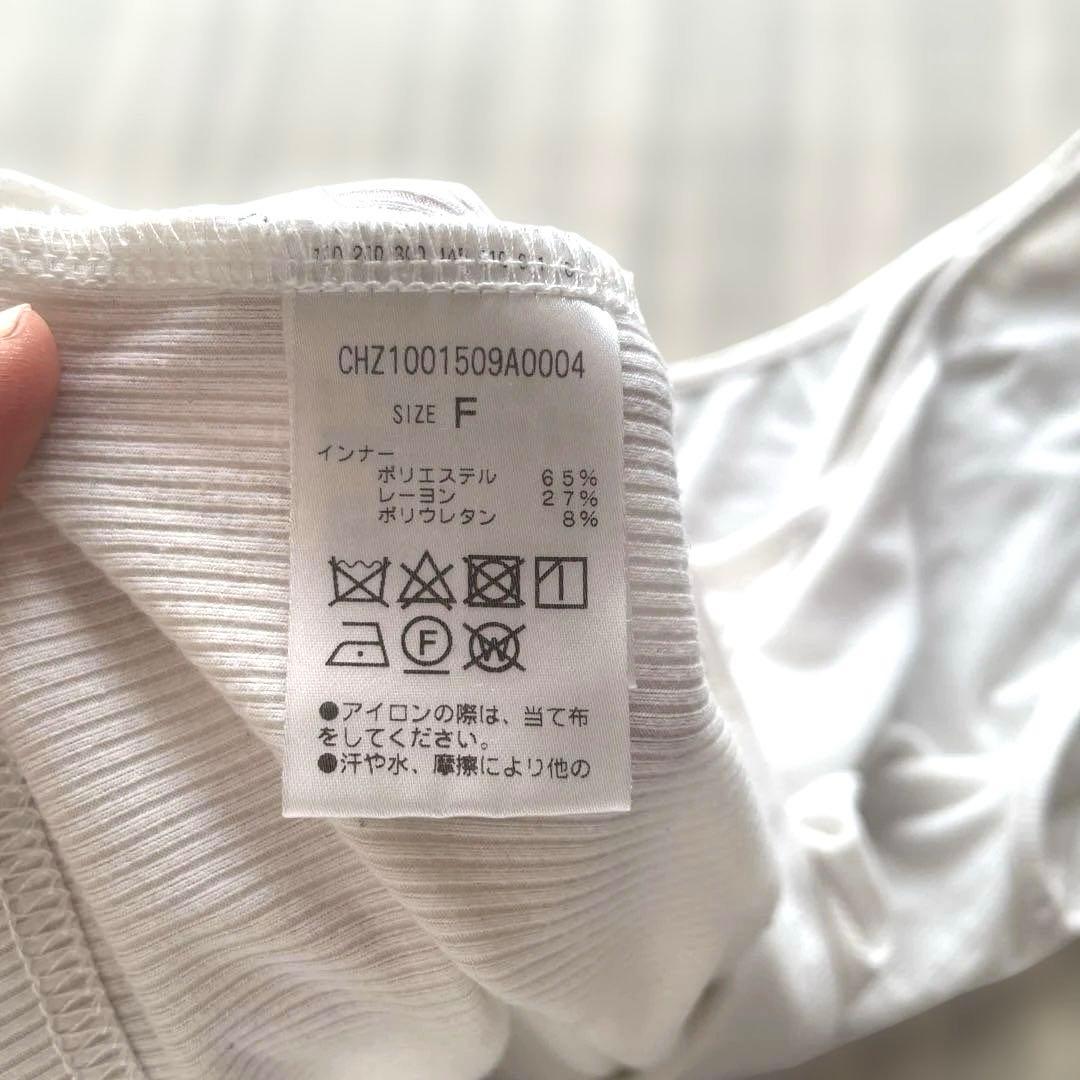 CHZ1001509A0004
SIZE F
インナー
ポリエステル 65%
レーヨン 27%
ポリウレタン 8%
F
W
●アイロンの際は、当て布
をしてください。
●汗や水、摩擦により他の